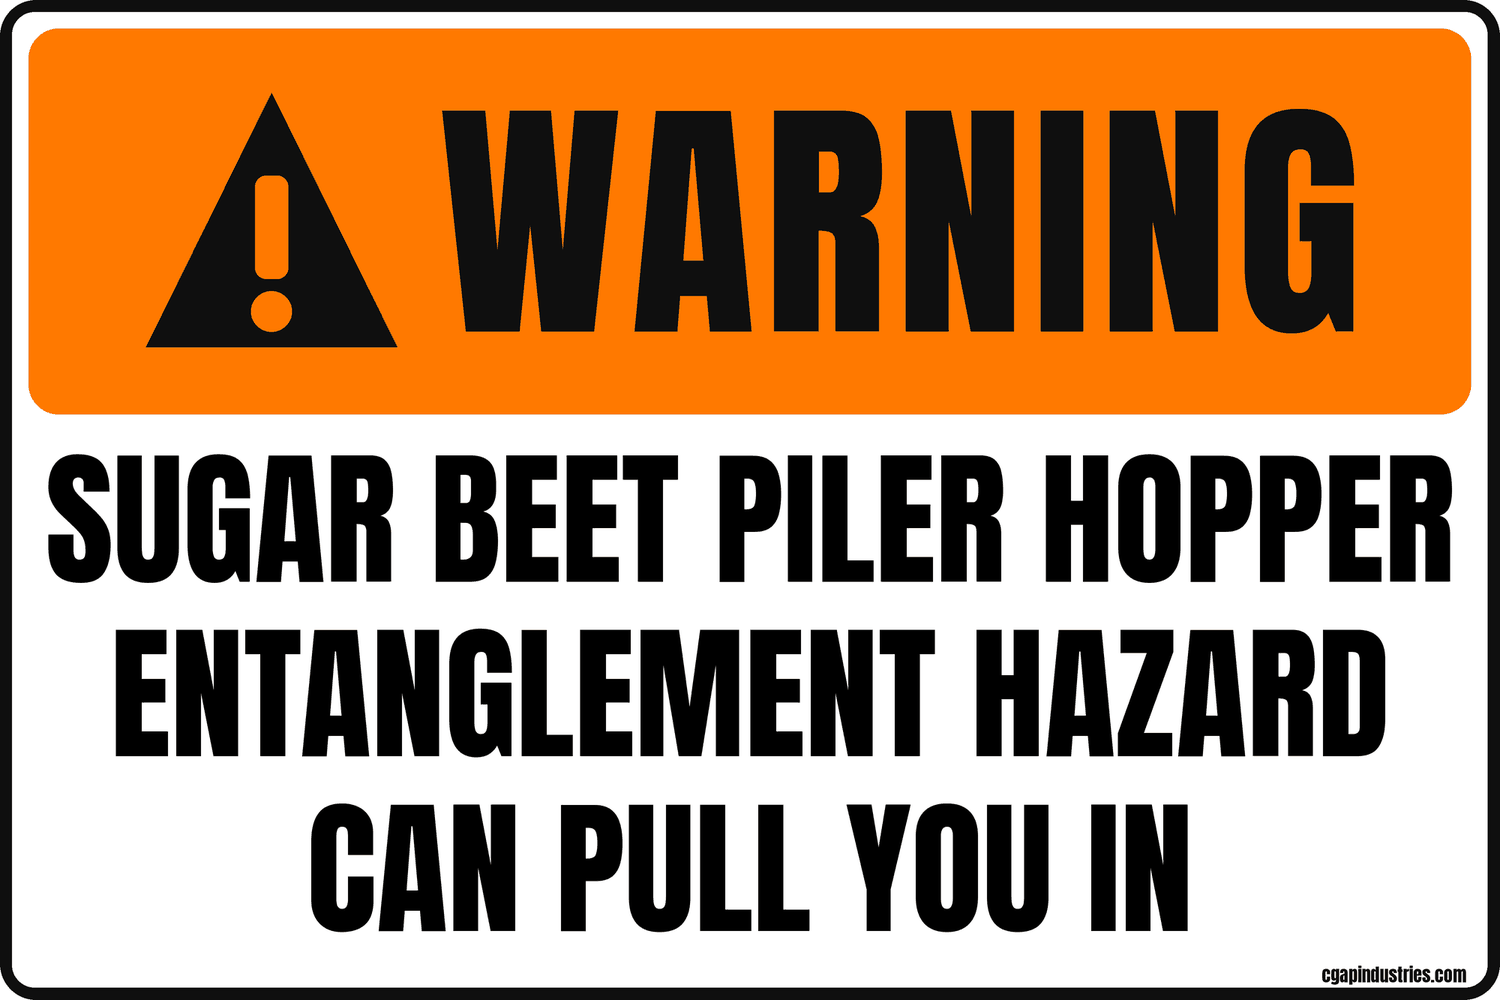 WARNING
SUGAR BEET PILER HOPPER
ENTANGLEMENT HAZARD
CAN PULL YOU IN
cgapindustries.com